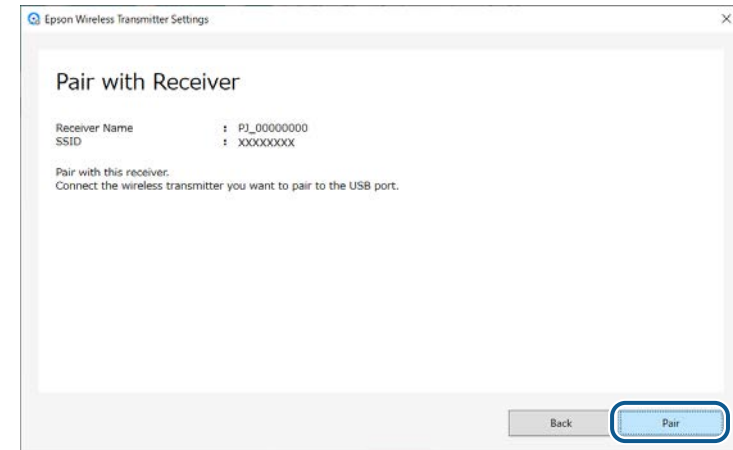 Epson Wireless Transmitter Settings
Pair with Receiver
Receiver Name : PJ_00000000
SSID : XXXXXXXX
Pair with this receiver.
Connect the wireless transmitter you want to pair to the USB port.
Back Pair